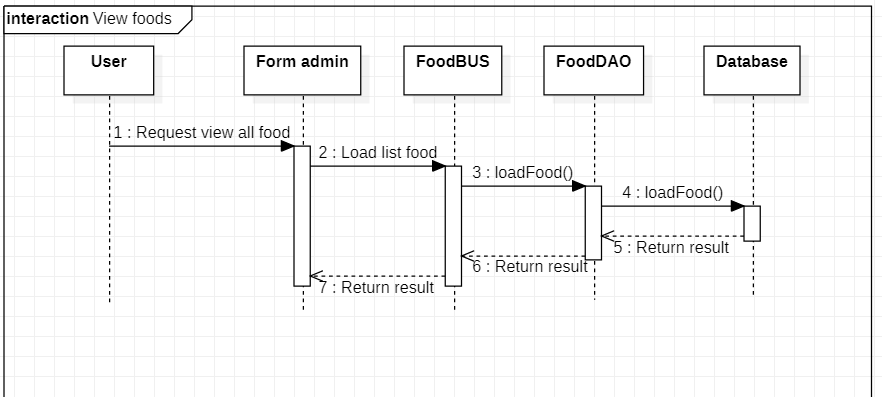 interaction View foods
User
Form admin
FoodBUS
FoodDAO
Database
1 : Request view all food
2 : Load list food
3 : loadFood()
4 : loadFood()
5 : Return result
6 : Return result
7 : Return result